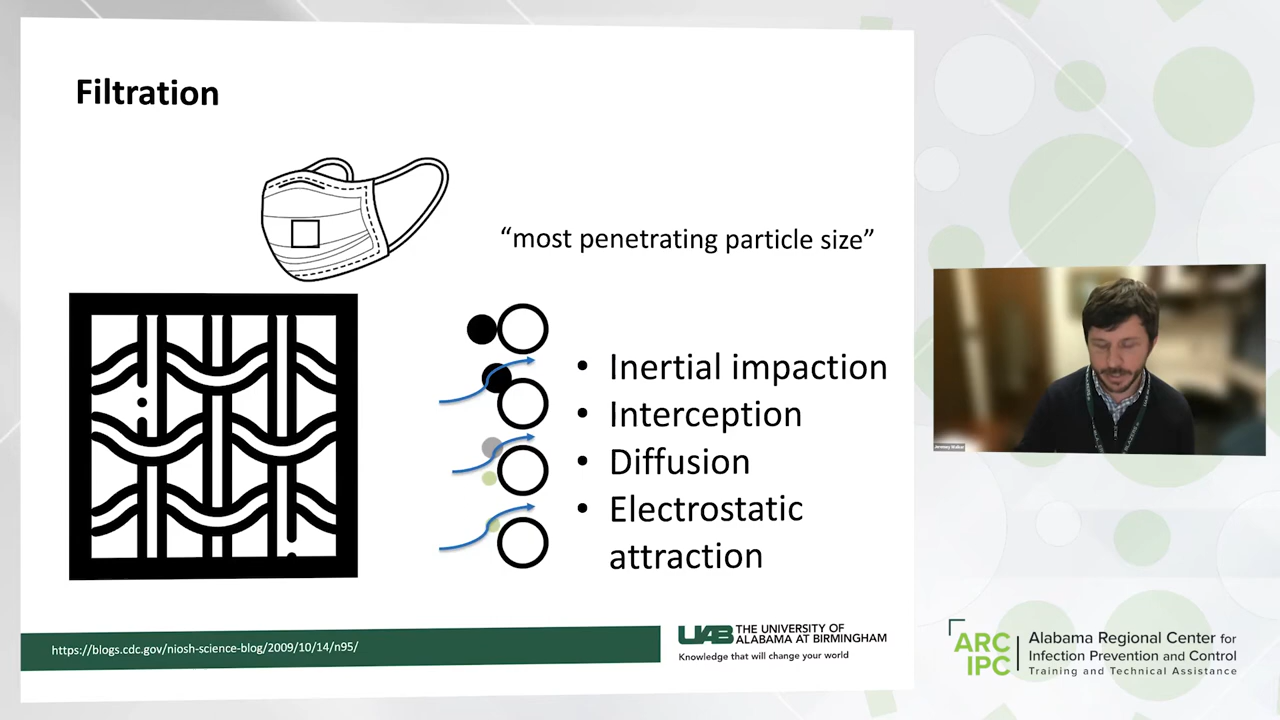 Filtration
“most penetrating particle size”
• Inertial impaction
• Interception
• Diffusion
• Electrostatic
attraction
https://blogs.cdc.gov/niosh-science-blog/2009/10/14/n95/
UAB THE UNIVERSITY OF
ALABAMA AT BIRMINGHAM
Knowledge that will change your world
ARC
IPC
Alabama Regional Center for
Infection Prevention and Control
Training and Technical Assistance